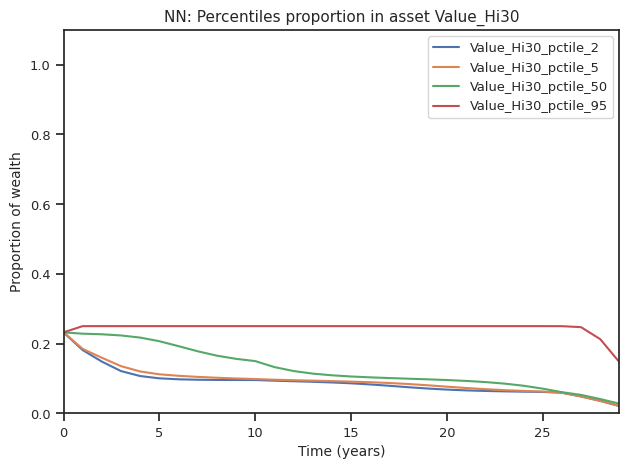 NN: Percentiles proportion in asset Value_Hi30
Value_Hi30_pctile_2
Value_Hi30_pctile_5
Value_Hi30_pctile_50
Value_Hi30_pctile_95
Proportion of wealth
1.0
0.8
0.6
0.4
0.2
0.0
0 5 10 15 20 25
Time (years)